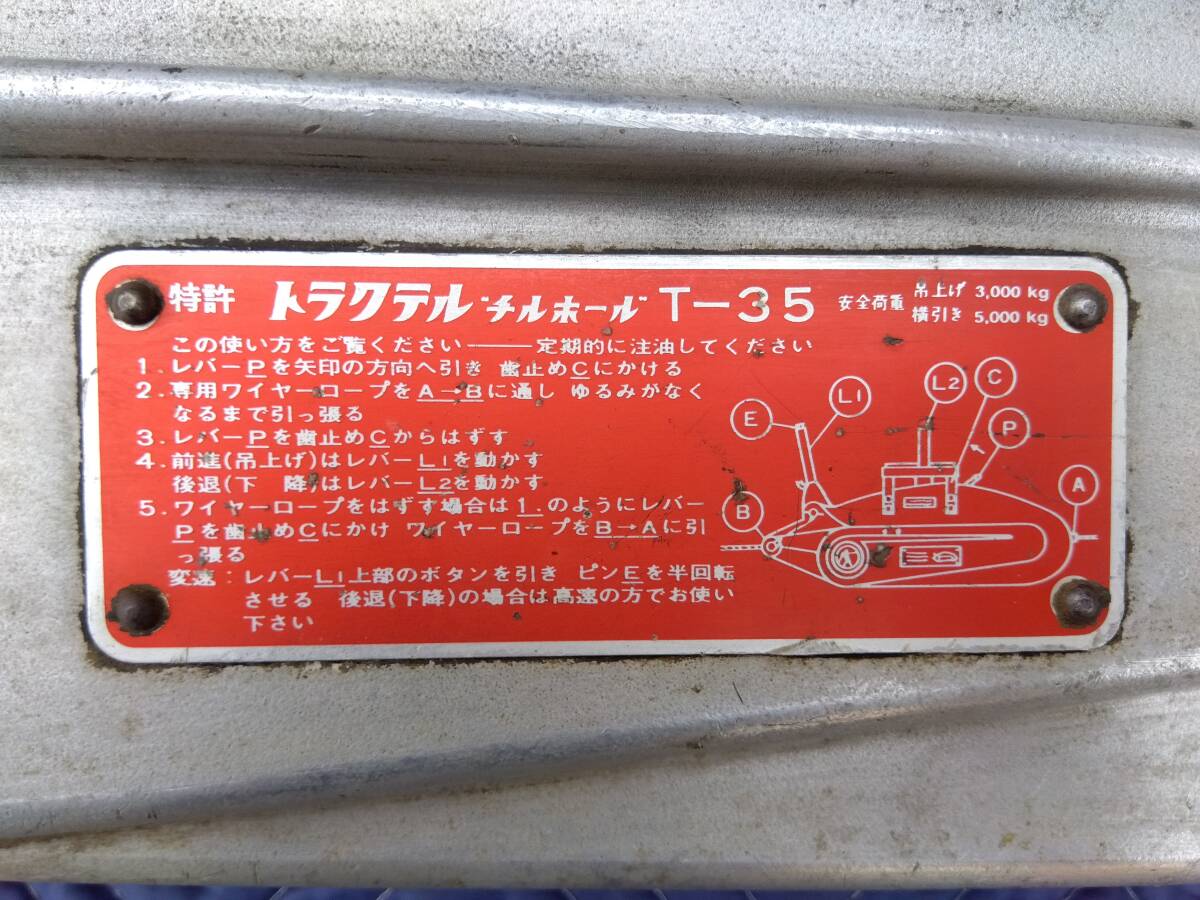 特許 トラクテル "チルホール" T-35 安全荷重 吊上げ 3,000 kg
横引き 5,000 kg
この使い方をご覧ください――定期的に注油してください
1. レバーPを矢印の方向へ引き 歯止めCにかける
2. 専用ワイヤーロープをA→Bに通し ゆるみがなく
なるまで引っ張る
3. レバーPを歯止めCからはずす
4. 前進(吊上げ)はレバーL1を動かす
後退(下 降)はレバーL2を動かす
5. ワイヤーロープをはずす場合は1.のようにレバー
Pを歯止めCにかけ ワイヤーロープをB→Aに引
っ張る
変速:レバーL1上部のボタンを引き ピンEを半回転
させる 後退(下降)の場合は高速の方でお使い
下さい
E
L1
L2
C
P
A
B